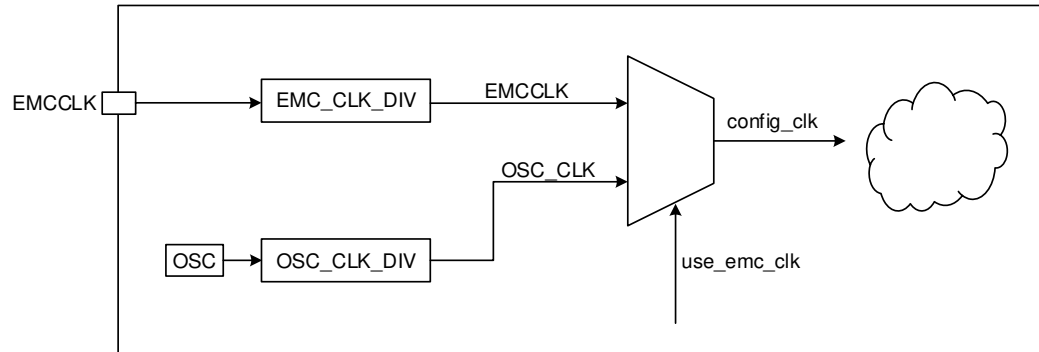 EMCCLK
EMC_CLK_DIV
EMCCLK
config_clk
OSC_CLK
OSC
OSC_CLK_DIV
use_emc_clk